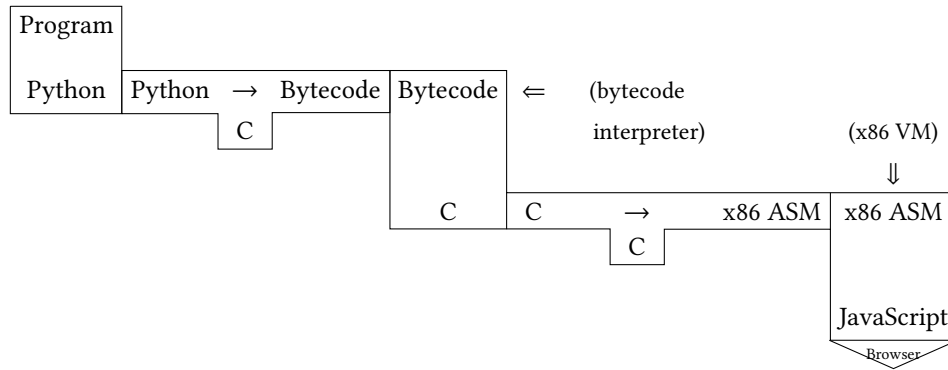 Program
Python Python → Bytecode Bytecode ⇐ (bytecode
C interpreter) (x86 VM)
⇓
C C → x86 ASM x86 ASM
C
JavaScript
Browser